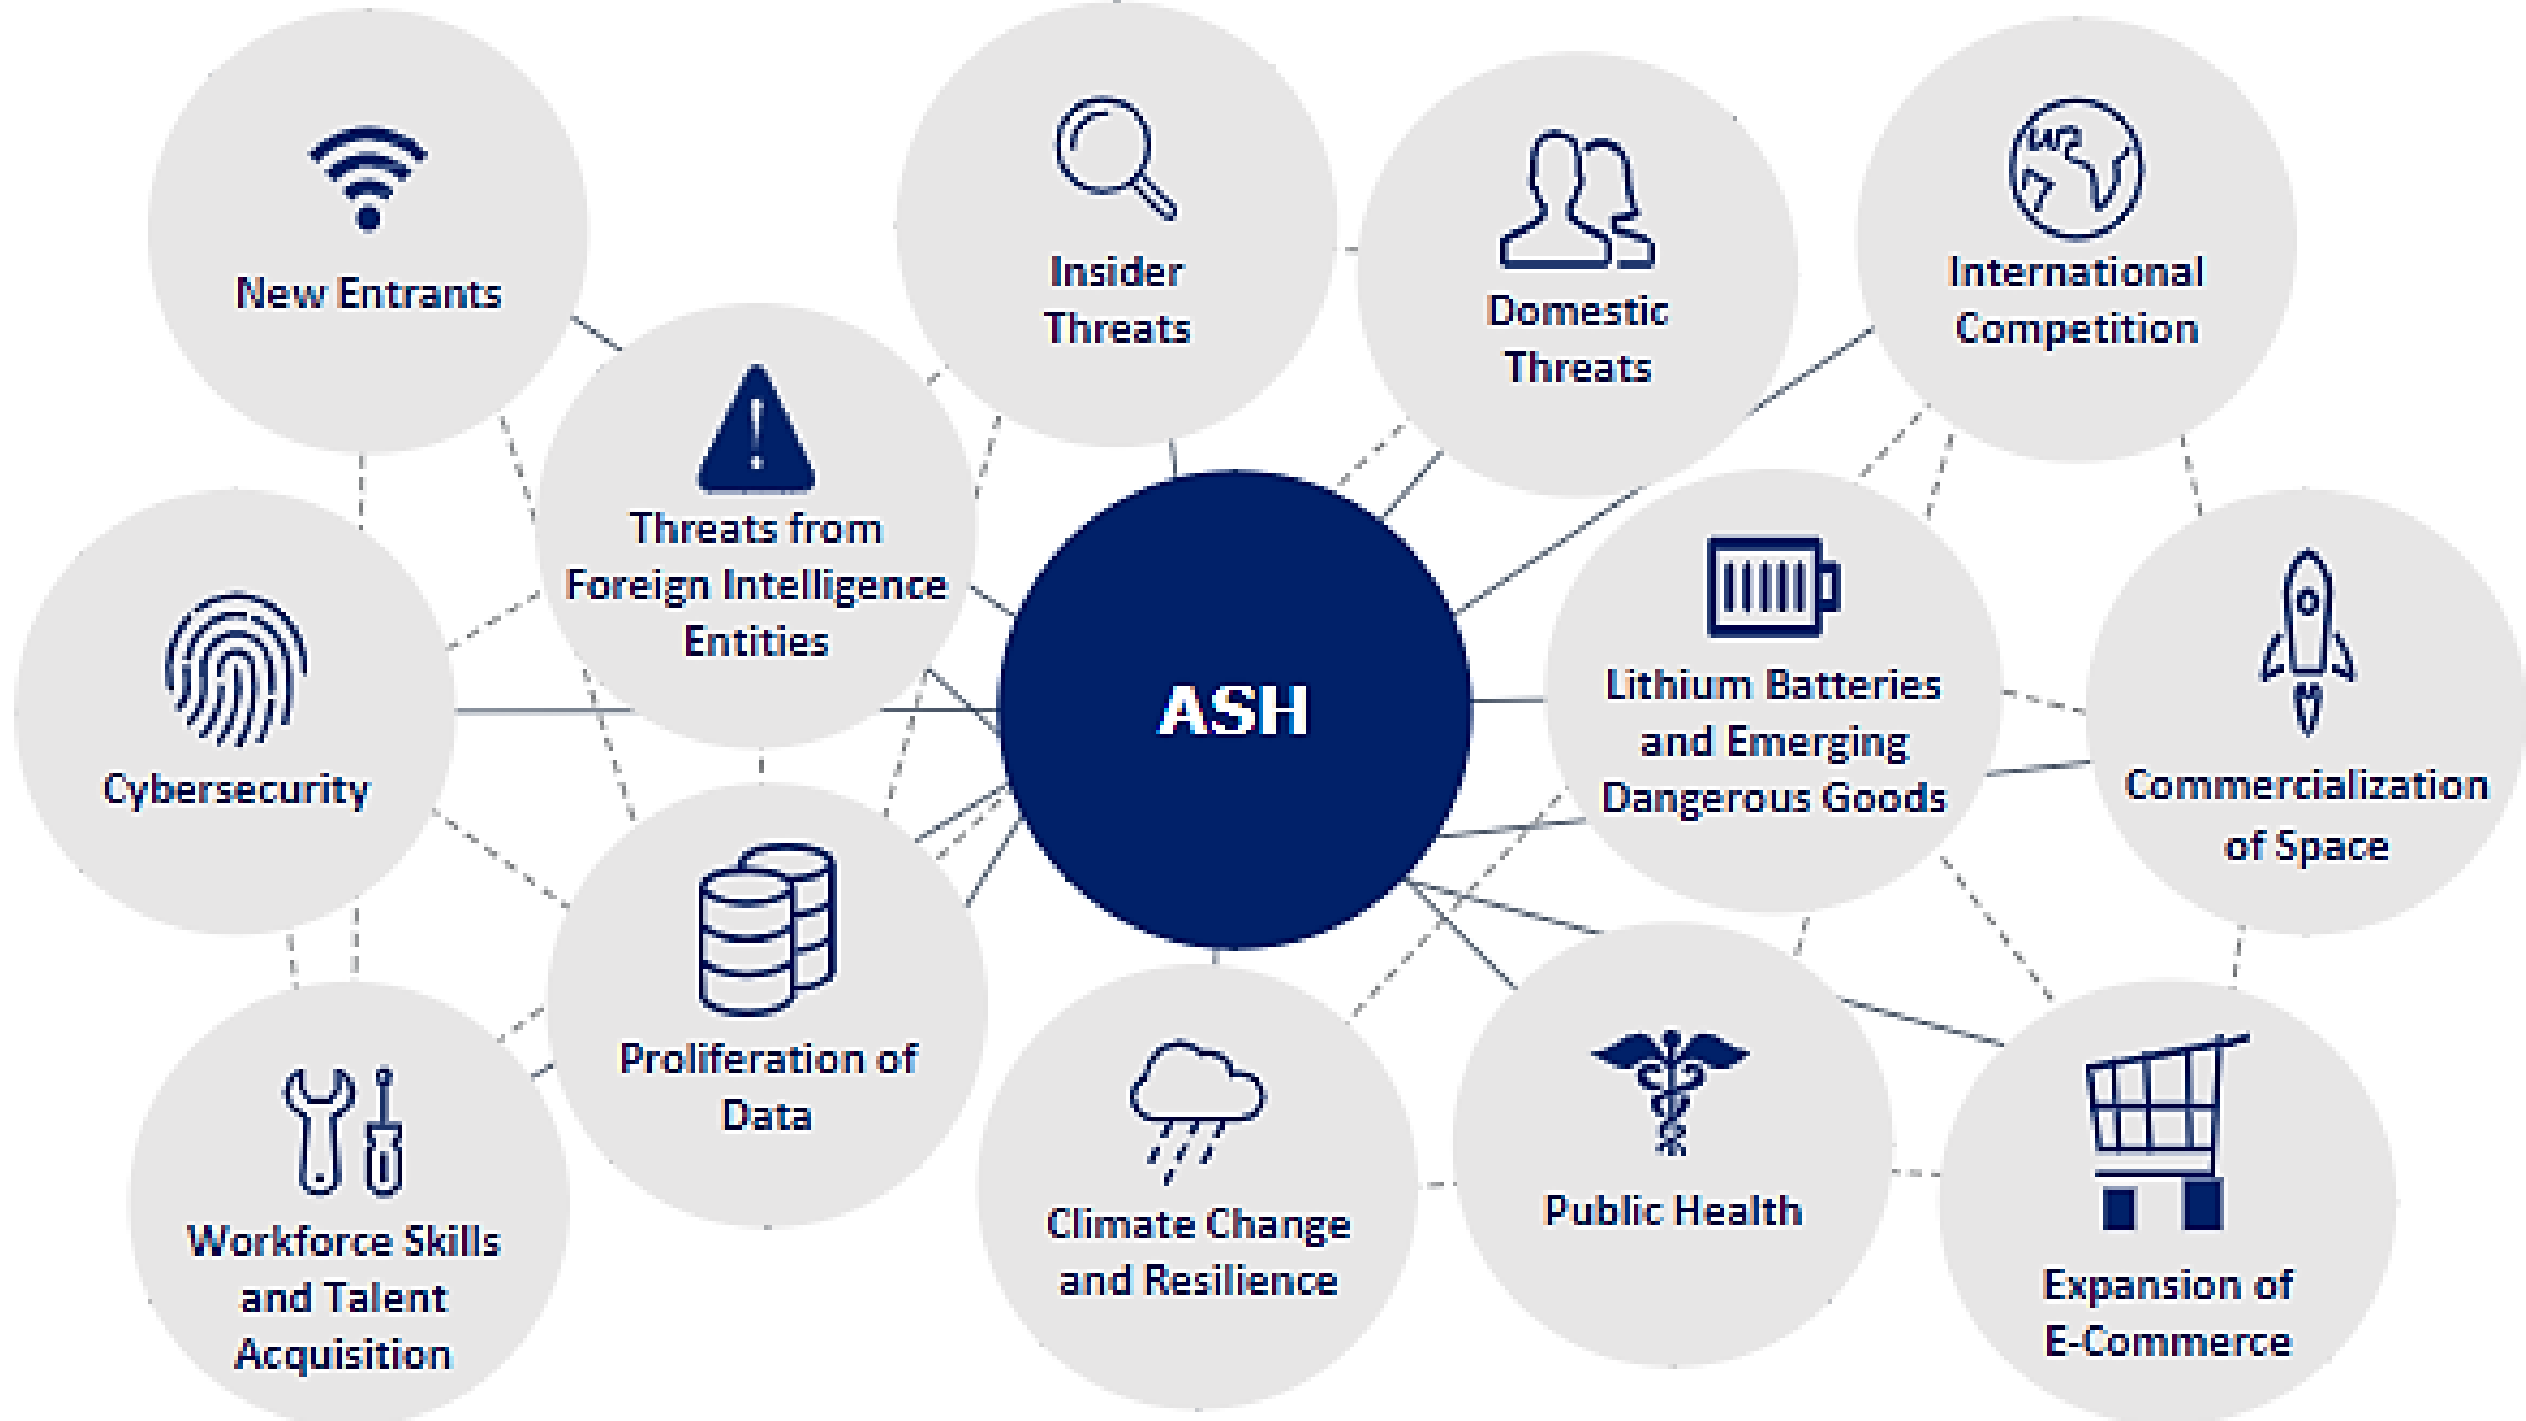 New Entrants
Insider
Threats
Domestic
Threats
International
Competition
Threats from
Foreign Intelligence
Entities
Cybersecurity
ASH
Lithium Batteries
and Emerging
Dangerous Goods
Commercialization
of Space
Proliferation of
Data
Workforce Skills
and Talent
Acquisition
Climate Change
and Resilience
Public Health
Expansion of
E-Commerce